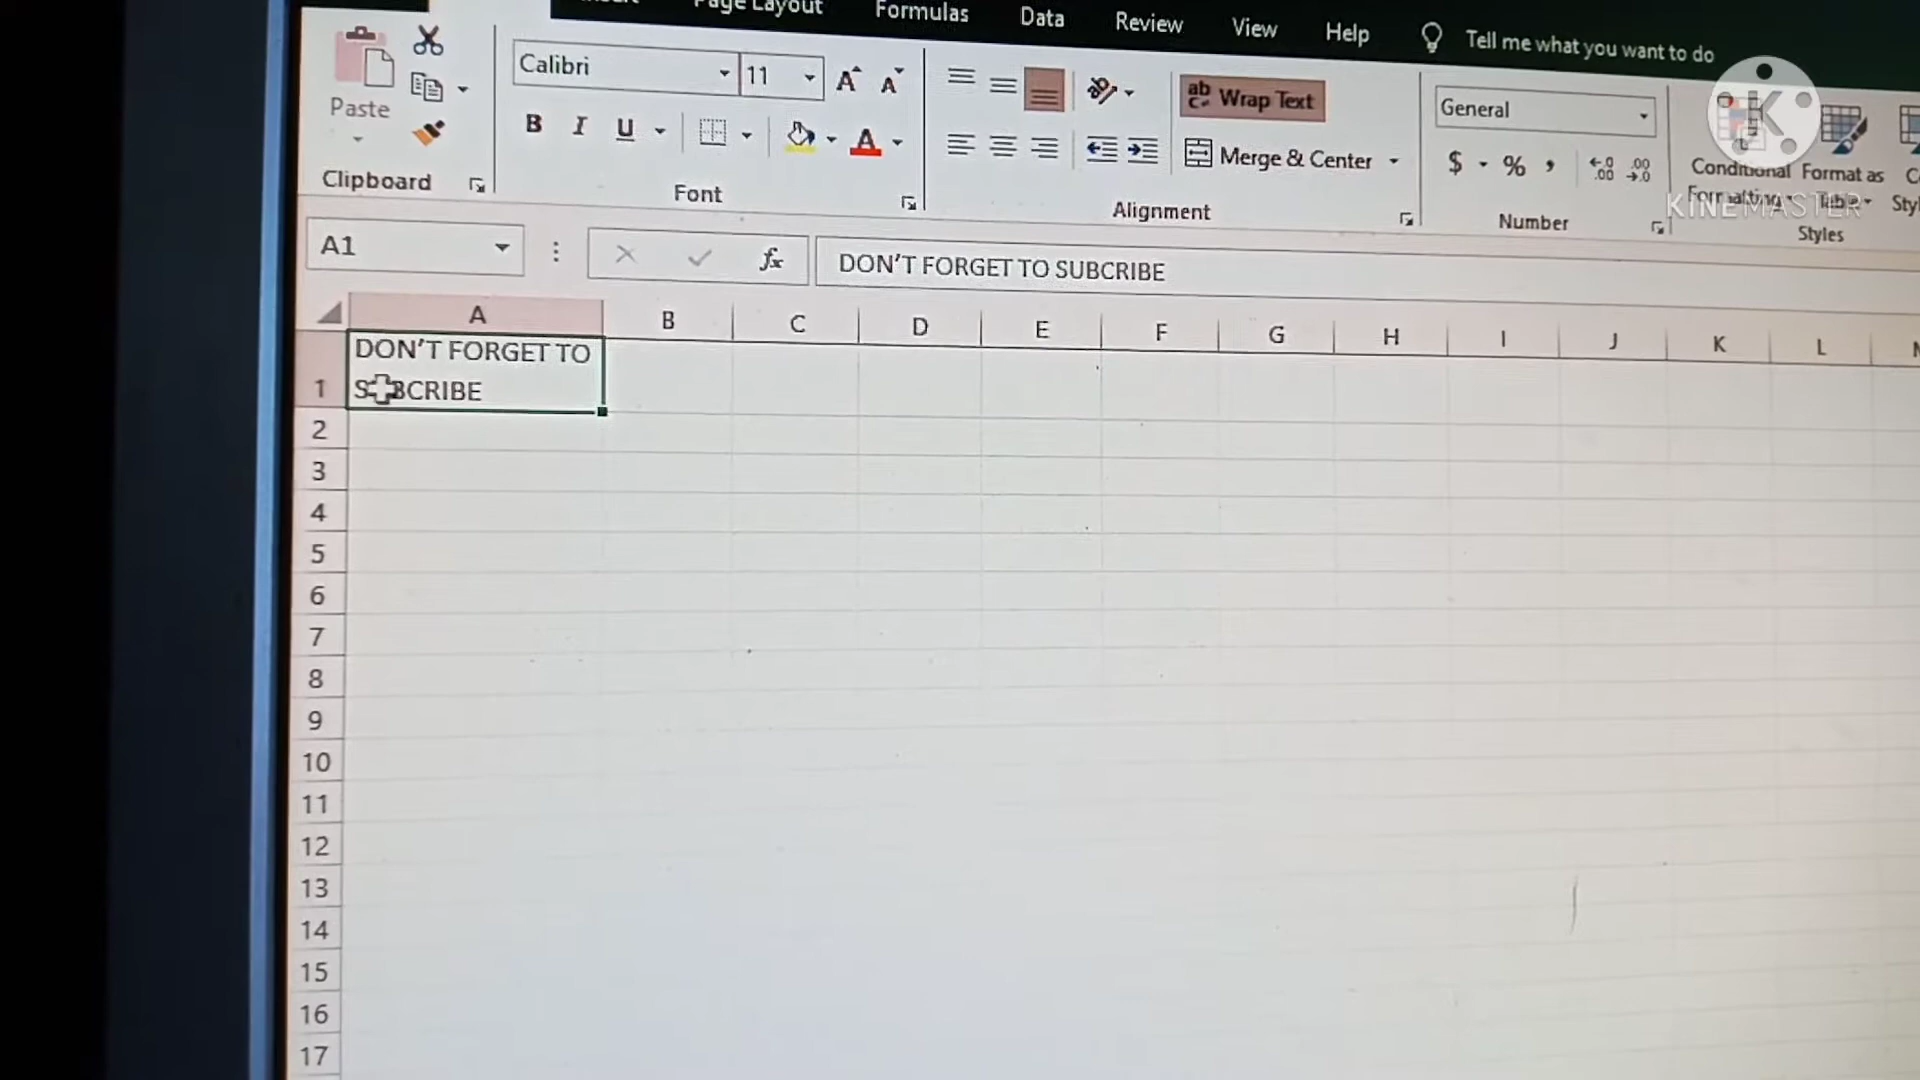 Page Layout Formulas Data Review View Help Tell me what you want to do
Paste
Calibri 11
B I U
ab Wrap Text
Merge & Center
General
$ % ,
Conditional Formatting
Format as Table
Clipboard Font Alignment Number Styles
KINEMASTER
A1 fx DON'T FORGET TO SUBCRIBE
A B C D E F G H I J K L
DON'T FORGET TO
1 SUBCRIBE
2
3
4
5
6
7
8
9
10
11
12
13
14
15
16
17